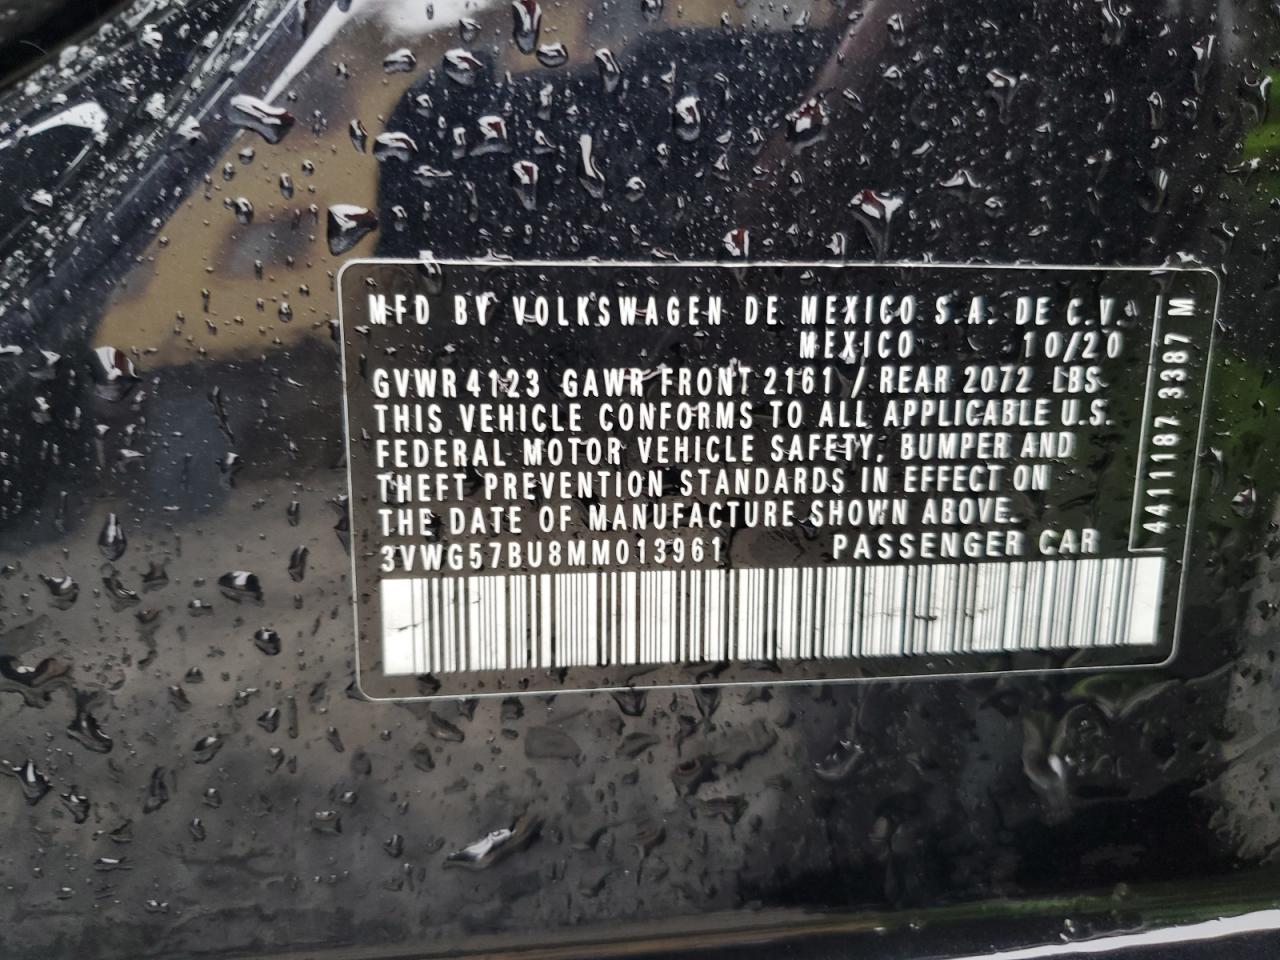 MFD BY VOLKSWAGEN DE MEXICO S.A. DE C.V.
MEXICO 10/20
GVWR 4123 GAWR FRONT 2161 / REAR 2072 LBS
THIS VEHICLE CONFORMS TO ALL APPLICABLE U.S.
FEDERAL MOTOR VEHICLE SAFETY, BUMPER AND
THEFT PREVENTION STANDARDS IN EFFECT ON
THE DATE OF MANUFACTURE SHOWN ABOVE.
3VWG57BU8MM013961 PASSENGER CAR
4411187 3387 M